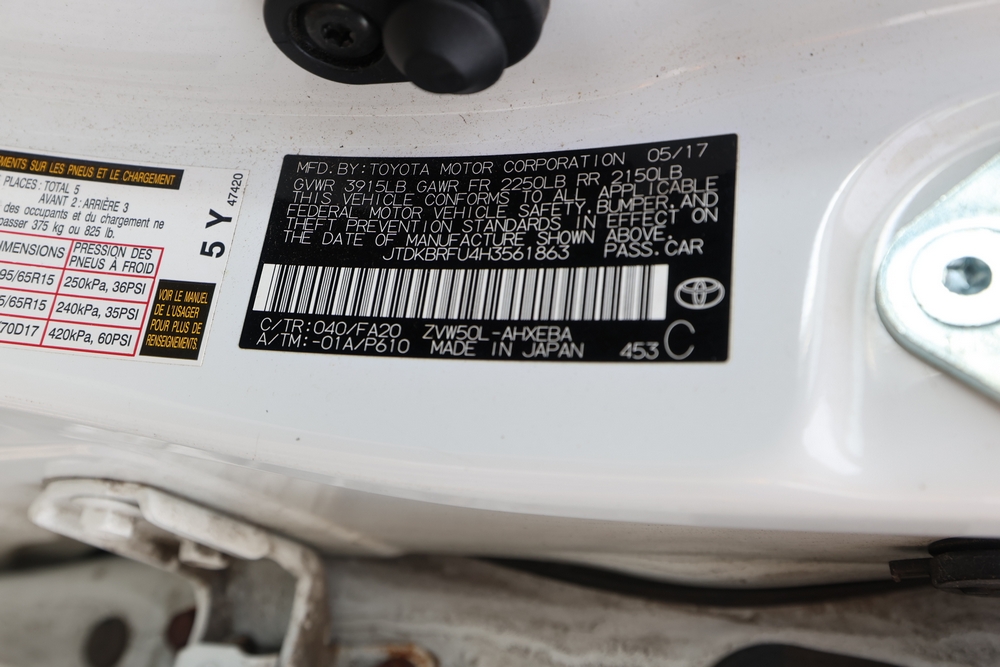 MENTS SUR LES PNEUS ET LE CHARGEMENT
PLACES: TOTAL 5
AVANT 2: ARRIÈRE 3
des occupants et du chargement ne
passer 375 kg ou 825 lb.
IMENSIONS
PRESSION DES
PNEUS À FROID
95/65R15
250kPa, 36PSI
5/65R15
240kPa, 35PSI
70D17
420kPa, 60PSI
VOIR LE MANUEL
DE L'USAGER
POUR PLUS DE
RENSEIGNEMENTS
5 Y
47420
MFD.BY:TOYOTA MOTOR CORPORATION 05/17
GVWR 3915LB GAWR FR 2250LB RR 2150LB
THIS VEHICLE CONFORMS TO ALL APPLICABLE
FEDERAL MOTOR VEHICLE SAFETY, BUMPER, AND
THEFT PREVENTION STANDARDS IN EFFECT ON
THE DATE OF MANUFACTURE SHOWN ABOVE.
JTDKBRFU4H3561863 PASS.CAR
C/TR:040/FA20 ZVW50L-AHXEBA
A/TM:-01A/P610 MADE IN JAPAN 453 C